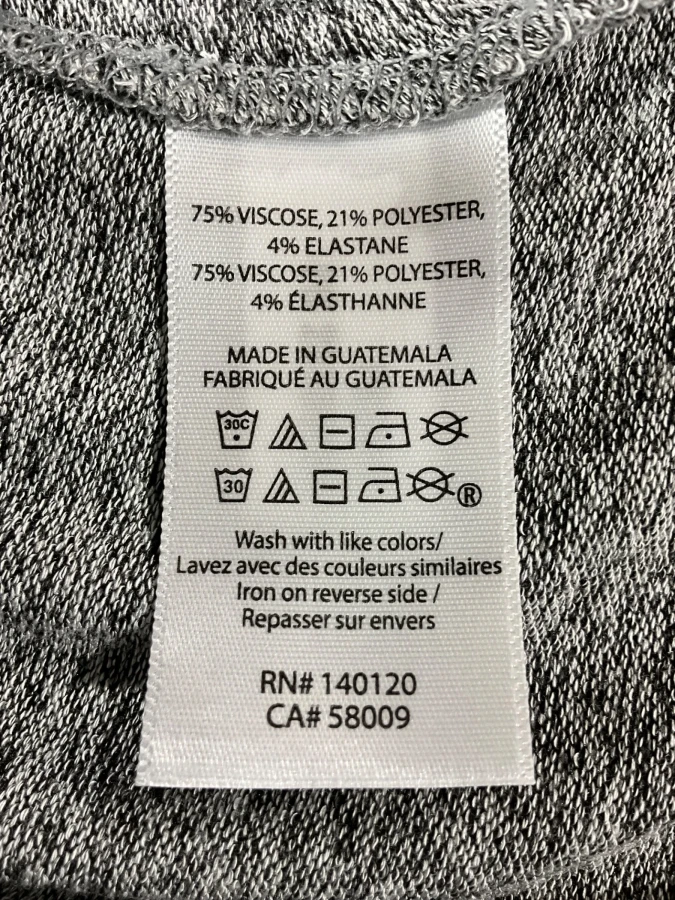 75% VISCOSE, 21% POLYESTER,
4% ELASTANE
75% VISCOSE, 21% POLYESTER,
4% ÉLASTHANNE
MADE IN GUATEMALA
FABRIQUÉ AU GUATEMALA
30C
30 ®
Wash with like colors/
Lavez avec des couleurs similaires
Iron on reverse side /
Repasser sur envers
RN# 140120
CA# 58009